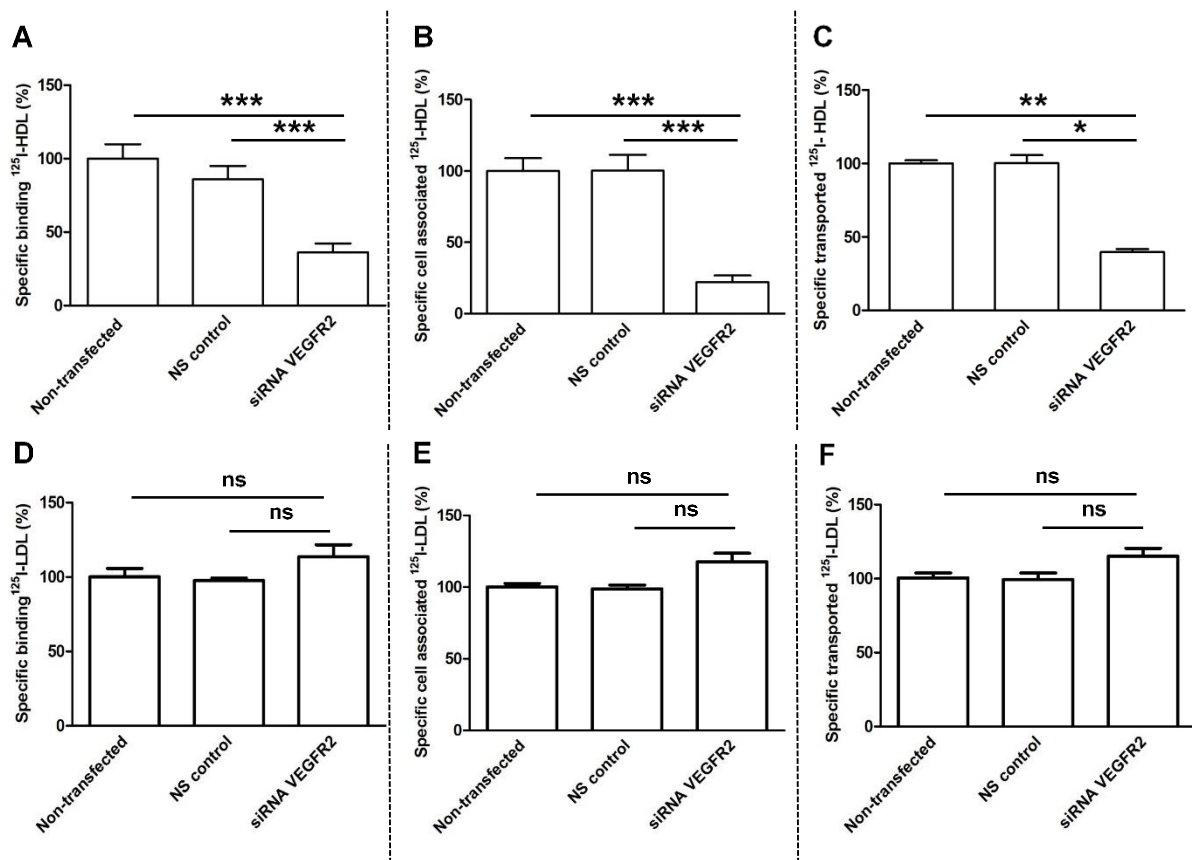 A
Specific binding ¹²⁵I-HDL (%)
150
100
50
0
***
***
Non-transfected
NS control
siRNA VEGFR2
B
Specific cell associated ¹²⁵I-HDL (%)
150
100
50
0
***
***
Non-transfected
NS control
siRNA VEGFR2
C
Specific transported ¹²⁵I- HDL (%)
150
100
50
0
**
*
Non-transfected
NS control
siRNA VEGFR2
D
Specific binding¹²⁵I-LDL (%)
150
100
50
0
ns
ns
Non-transfected
NS control
siRNA VEGFR2
E
Specific cell associated ¹²⁵I-LDL (%)
150
100
50
0
ns
ns
Non-transfected
NS control
siRNA VEGFR2
F
Specific transported ¹²⁵I-LDL (%)
150
100
50
0
ns
ns
Non-transfected
NS control
siRNA VEGFR2